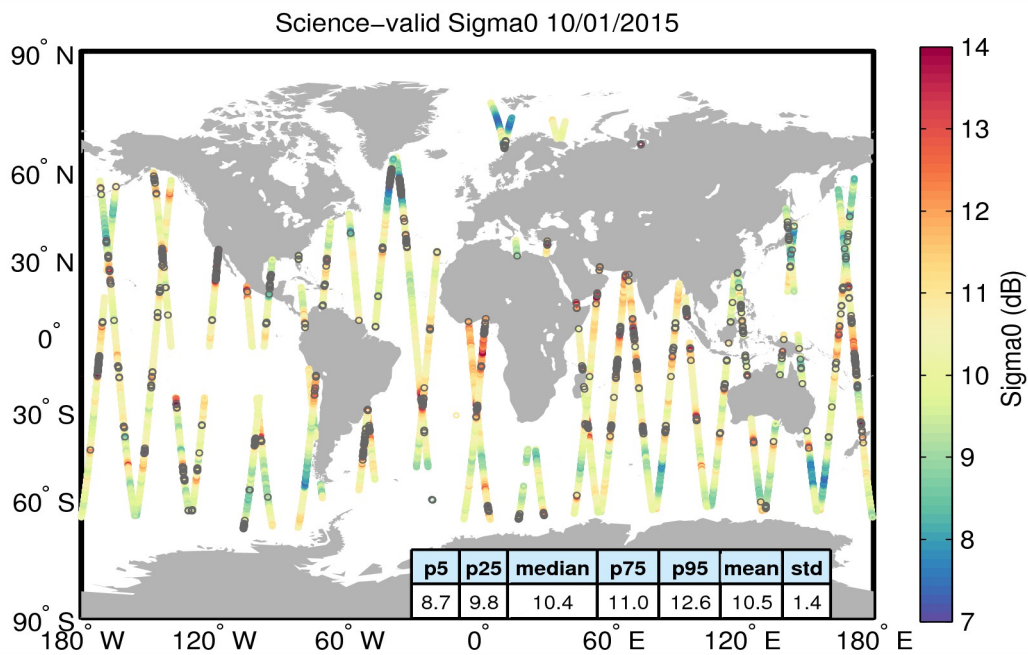 Science−valid Sigma0 10/01/2015
90° N
60° N
30° N
0°
30° S
60° S
90° S
180° W
120° W
60° W
0°
60° E
120° E
180° E
p5 p25 median p75 p95 mean std
8.7 9.8 10.4 11.0 12.6 10.5 1.4
14
13
12
11
10
9
8
7
Sigma0 (dB)